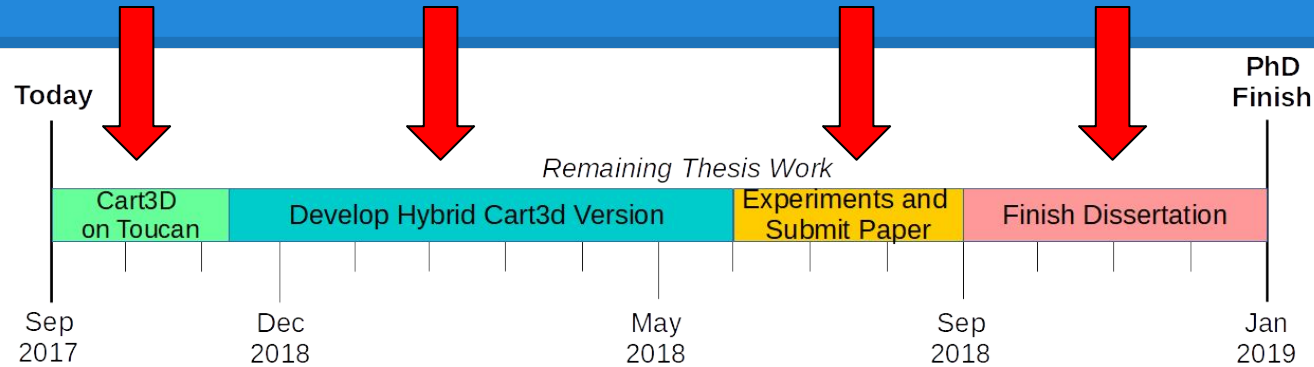 Today
PhD
Finish
Remaining Thesis Work
Cart3D
on Toucan
Develop Hybrid Cart3d Version
Experiments and
Submit Paper
Finish Dissertation
Sep
2017
Dec
2018
May
2018
Sep
2018
Jan
2019